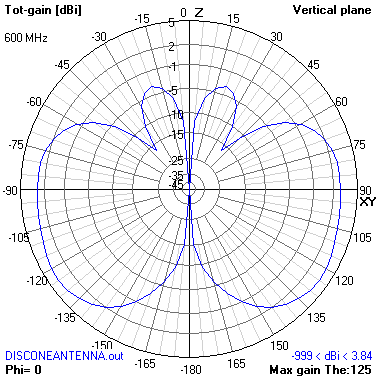 Tot-gain [dBi]
Vertical plane
600 MHz
0 Z
-15 15
-30 30
-45 45
-60 60
-75 75
-90 90
XY
-105 105
-120 120
-135 135
-150 150
-165 165
-180
5
2
-1
-5
-10
-15
-25
-35
-45
DISCONEANTENNA.out
-999 < dBi < 3.84
Phi= 0
Max gain The:125